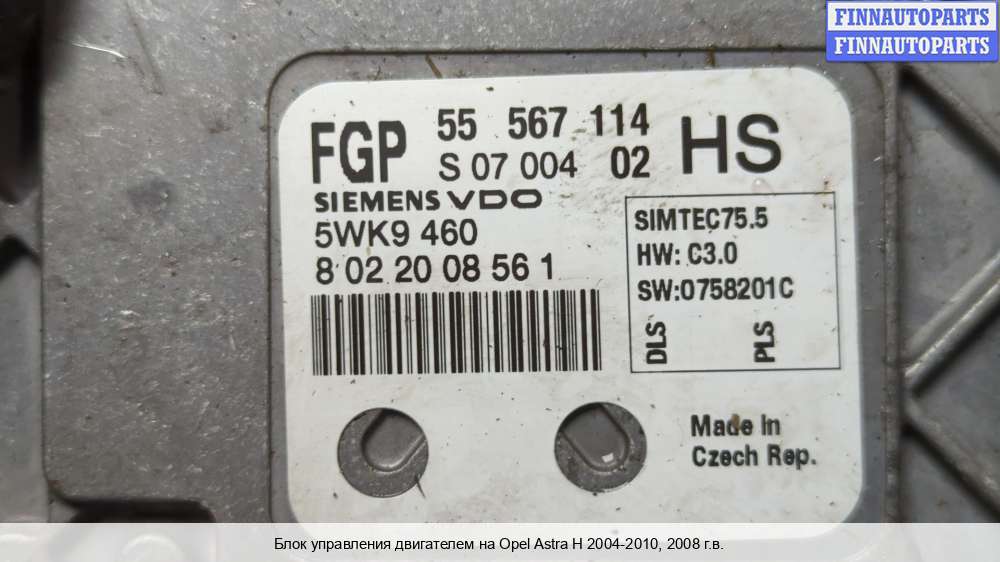 FINNAUTOPARTS
FINNAUTOPARTS
FGP 55 567 114 HS
S 07 004 02
SIEMENS VDO
5WK9 460
8 02 20 08 56 1
SIMTEC75.5
HW: C3.0
SW:0758201C
DLS PLS
Made In
Czech Rep.
Блок управления двигателем на Opel Astra H 2004-2010, 2008 г.в.